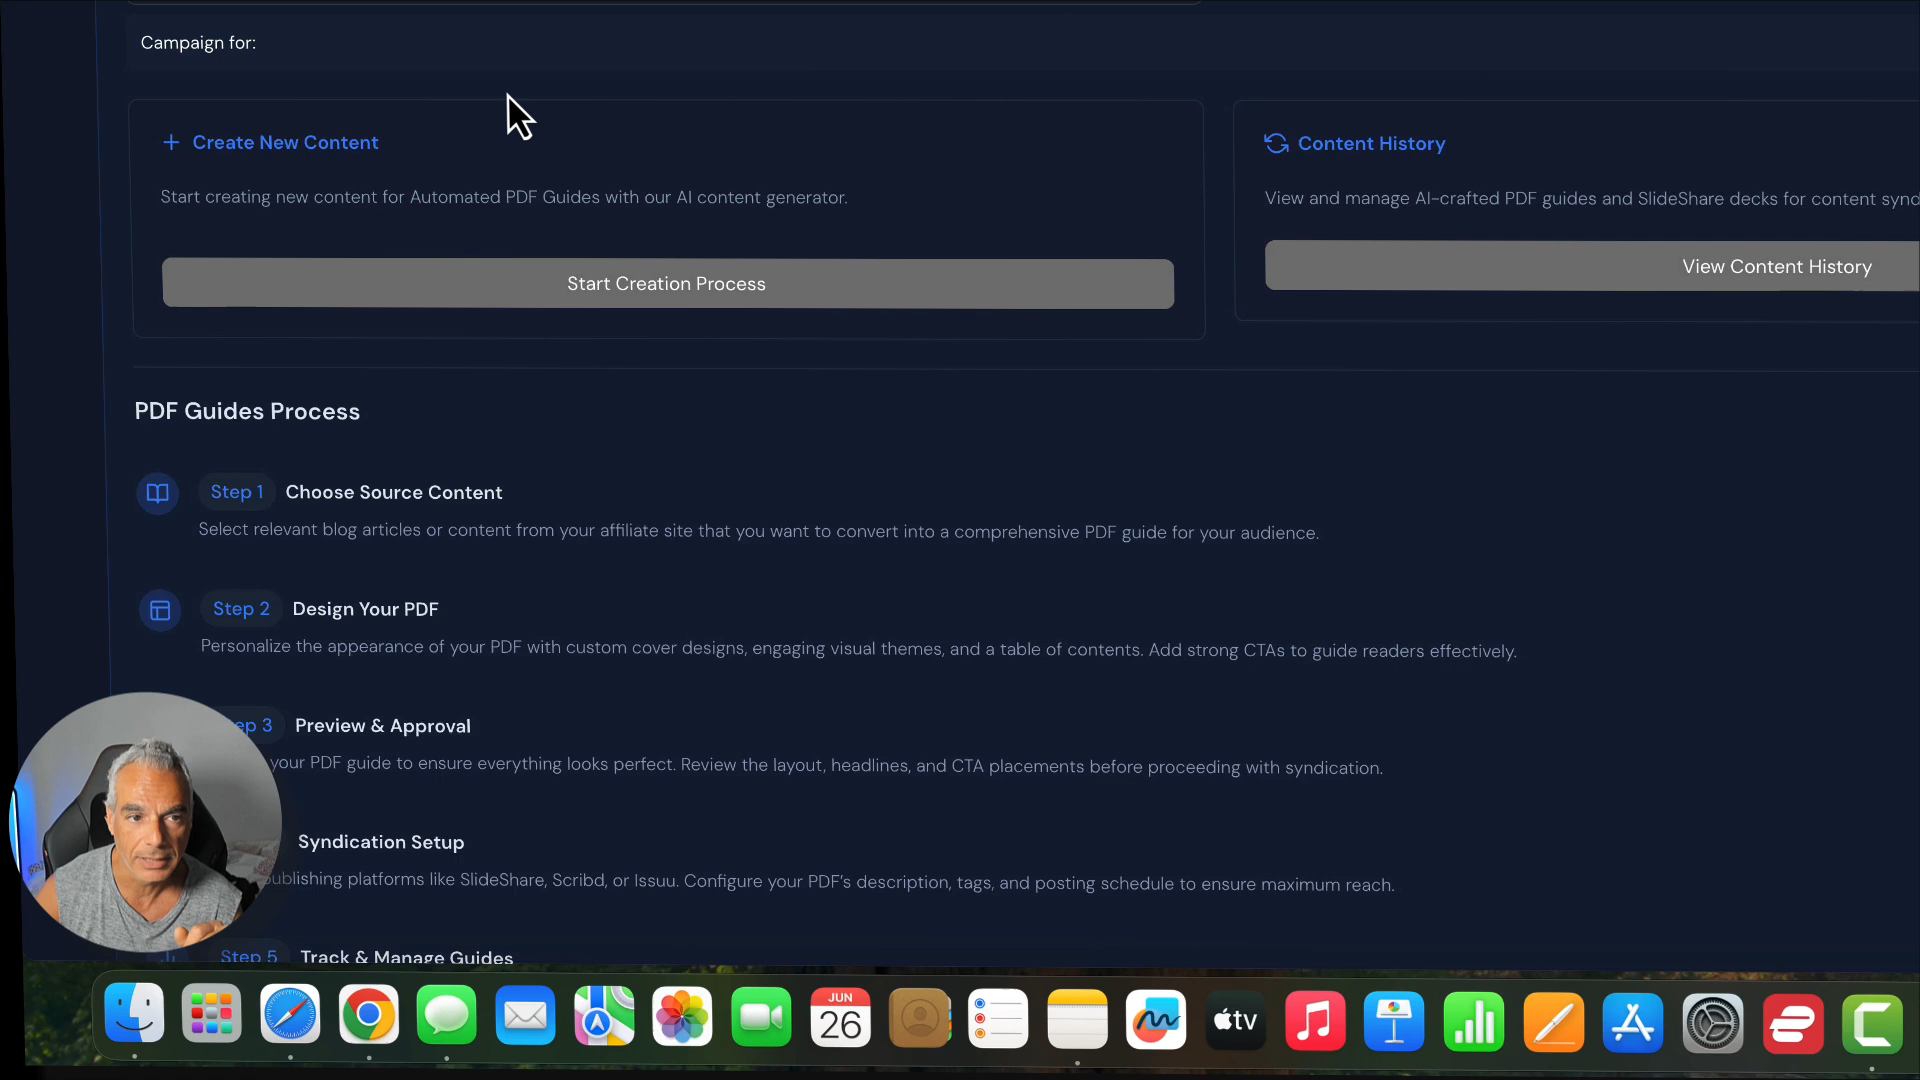 Campaign for:
Create New Content
Start creating new content for Automated PDF Guides with our AI content generator.
Start Creation Process
Content History
View and manage AI-crafted PDF guides and SlideShare decks for content synd
View Content History
PDF Guides Process
Step 1 Choose Source Content
Select relevant blog articles or content from your affiliate site that you want to convert into a comprehensive PDF guide for your audience.
Step 2 Design Your PDF
Personalize the appearance of your PDF with custom cover designs, engaging visual themes, and a table of contents. Add strong CTAs to guide readers effectively.
ep 3 Preview & Approval
your PDF guide to ensure everything looks perfect. Review the layout, headlines, and CTA placements before proceeding with syndication.
Syndication Setup
ublishing platforms like SlideShare, Scribd, or Issuu. Configure your PDF's description, tags, and posting schedule to ensure maximum reach.
Step 5 Track & Manage Guides
JUN
26
tv